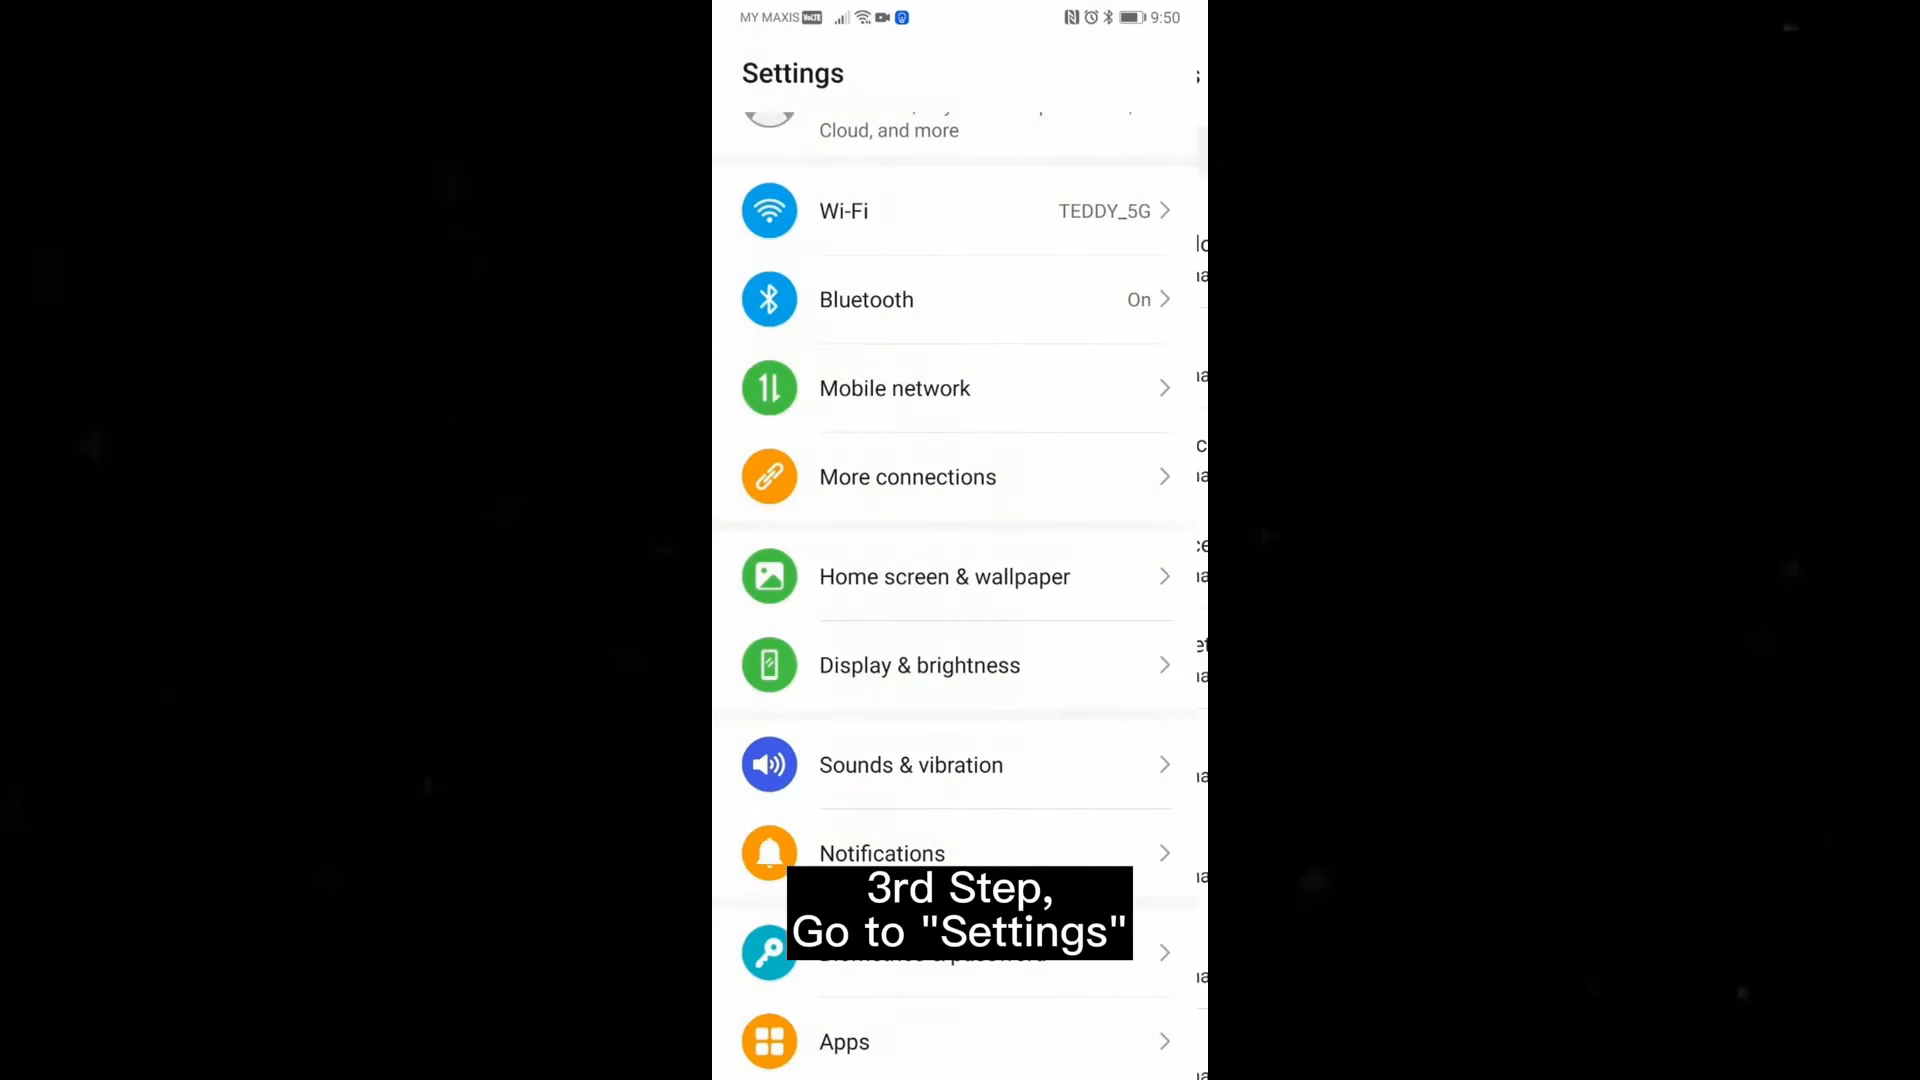 MY MAXIS VoLTE 9:50
Settings
Cloud, and more
Wi-Fi TEDDY_5G
Bluetooth On
Mobile network
More connections
Home screen & wallpaper
Display & brightness
Sounds & vibration
Notifications
3rd Step,
Go to "Settings"
Apps